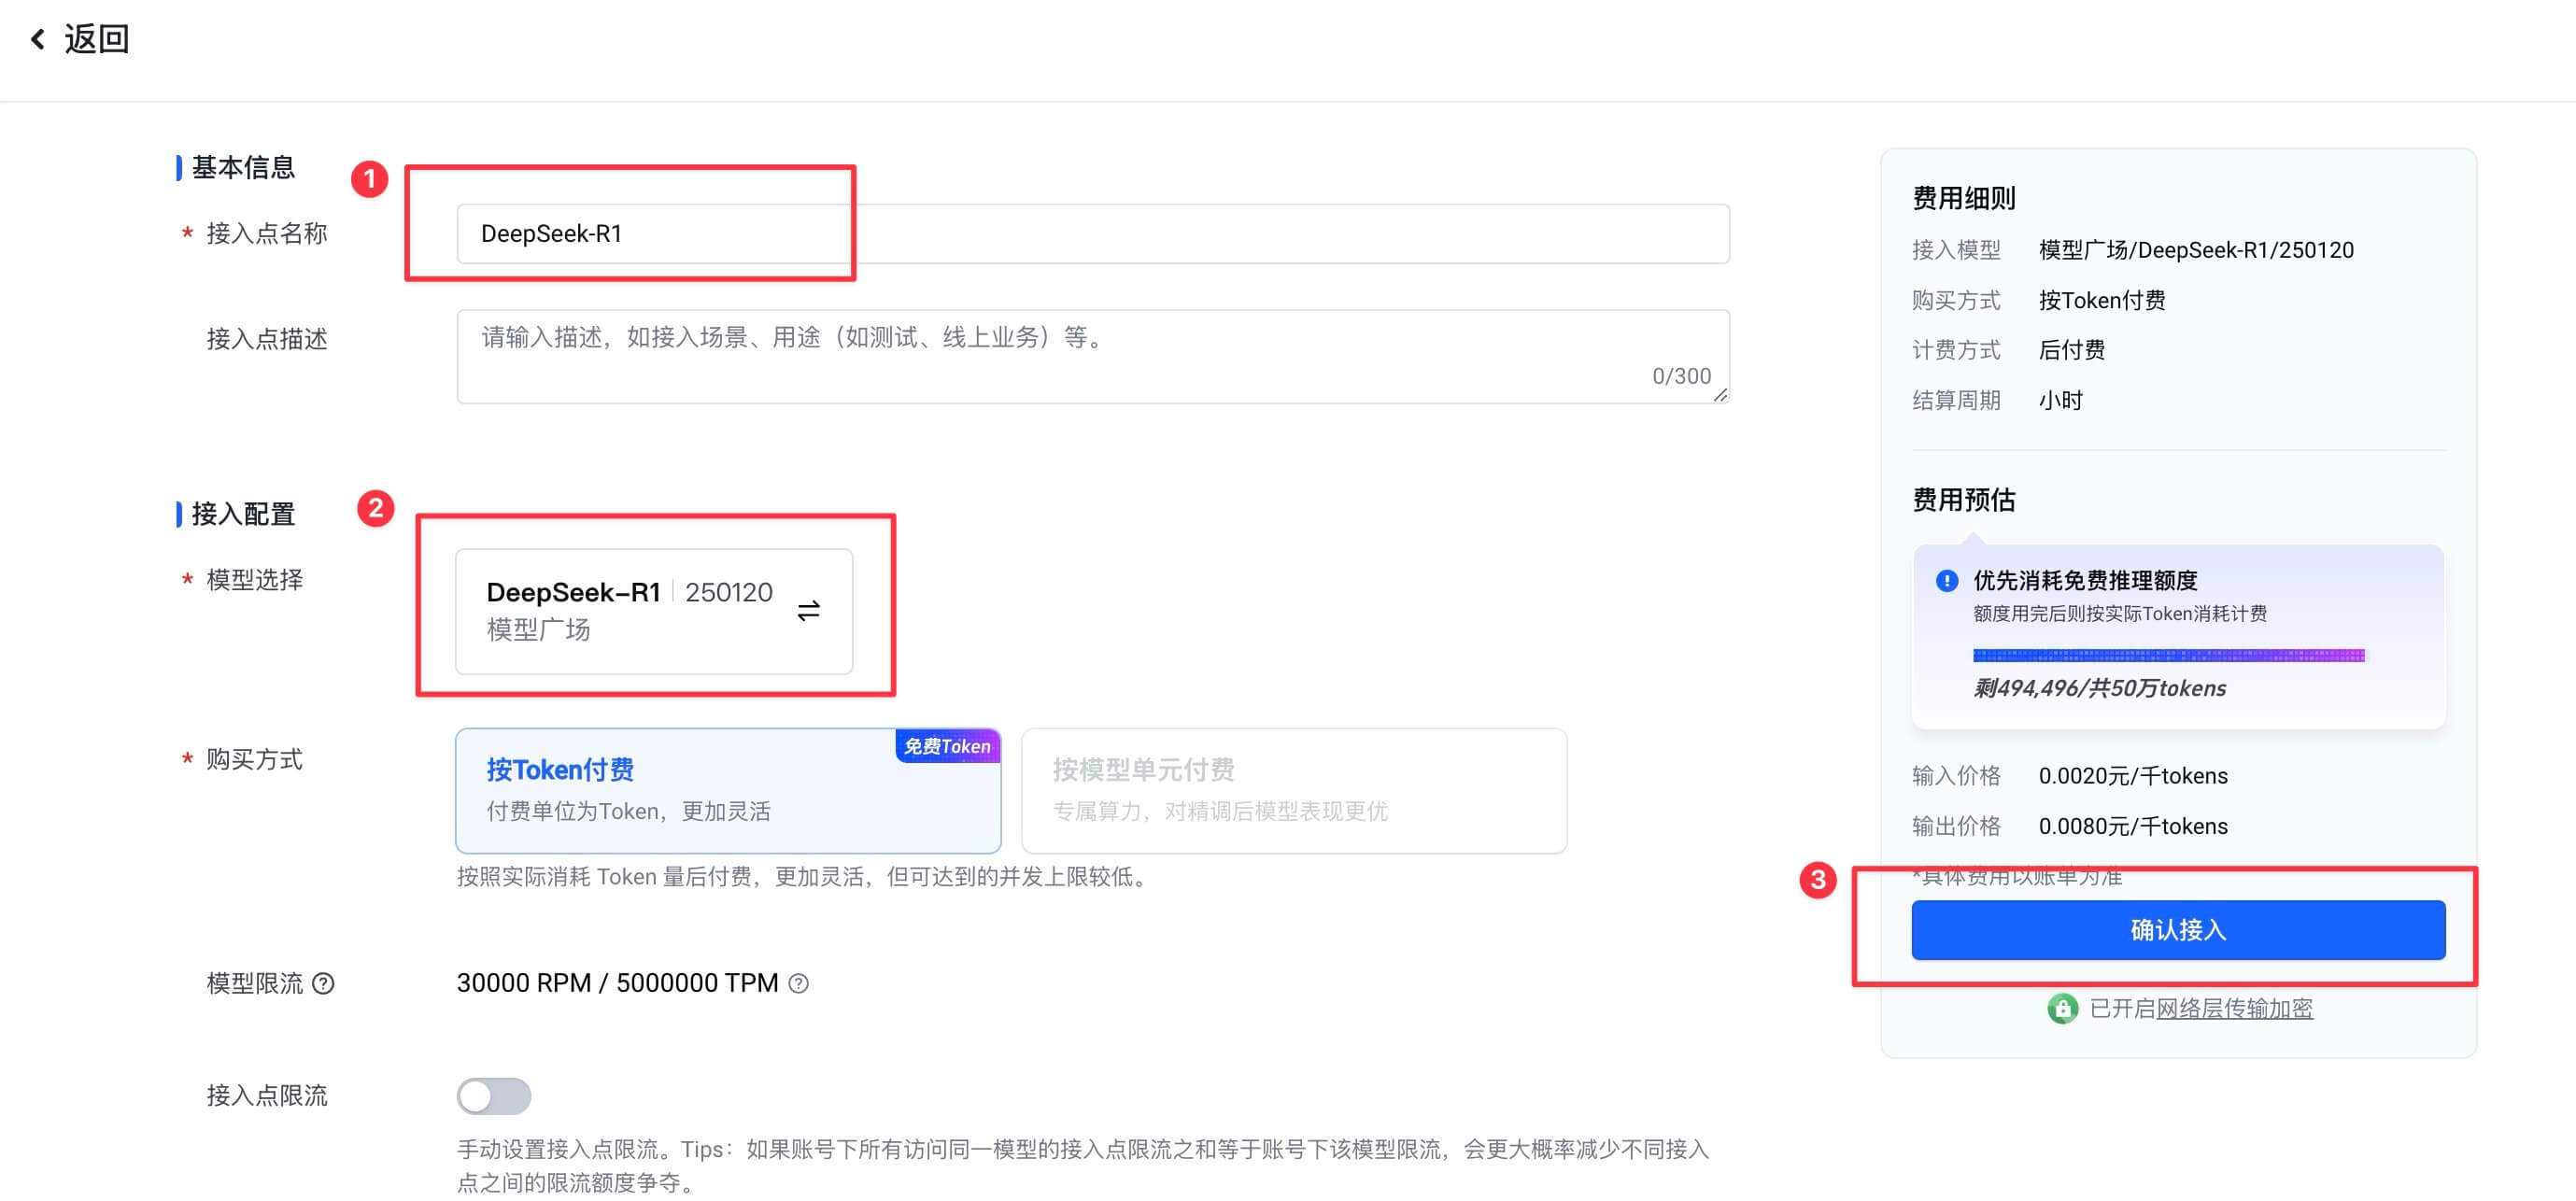 返回
基本信息
1
* 接入点名称
DeepSeek-R1
接入点描述
请输入描述，如接入场景、用途（如测试、线上业务）等。
0/300
接入配置
2
* 模型选择
DeepSeek-R1 | 250120
模型广场
* 购买方式
按Token付费
免费Token
付费单位为Token，更加灵活
按模型单元付费
专属算力，对精调后模型表现更优
按照实际消耗 Token 量后付费，更加灵活，但可达到的并发上限较低。
模型限流
30000 RPM / 5000000 TPM
接入点限流
手动设置接入点限流。Tips：如果账号下所有访问同一模型的接入点限流之和等于账号下该模型限流，会更大概率减少不同接入
点之间的限流额度争夺。
费用细则
接入模型 模型广场/DeepSeek-R1/250120
购买方式 按Token付费
计费方式 后付费
结算周期 小时
费用预估
优先消耗免费推理额度
额度用完后则按实际Token消耗计费
剩494,496/共50万tokens
输入价格 0.0020元/千tokens
输出价格 0.0080元/千tokens
*具体费用以账单为准
3
确认接入
已开启网络层传输加密